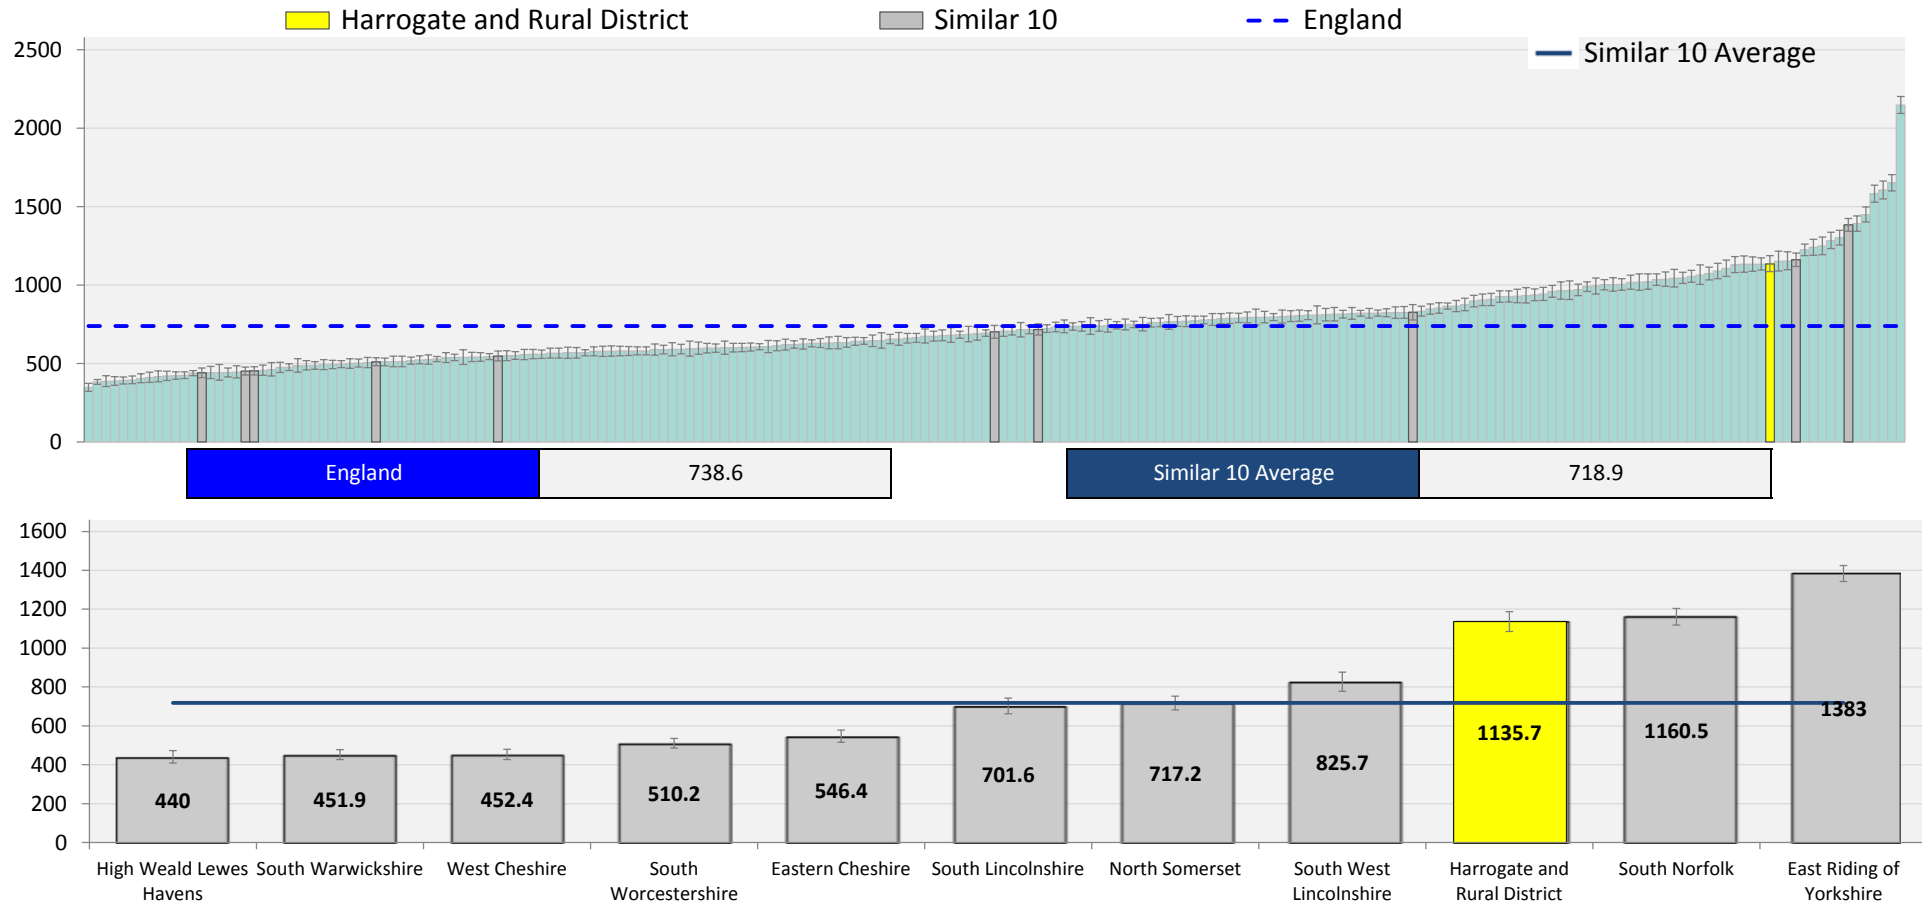 Harrogate and Rural District
Similar 10
England
Similar 10 Average
2500
2000
1500
1000
500
0
England
738.6
Similar 10 Average
718.9
1600
1400
1200
1000
800
600
400
200
0
440
451.9
452.4
510.2
546.4
701.6
717.2
825.7
1135.7
1160.5
1383
High Weald Lewes
Havens
South Warwickshire
West Cheshire
South
Worcestershire
Eastern Cheshire
South Lincolnshire
North Somerset
South West
Lincolnshire
Harrogate and
Rural District
South Norfolk
East Riding of
Yorkshire